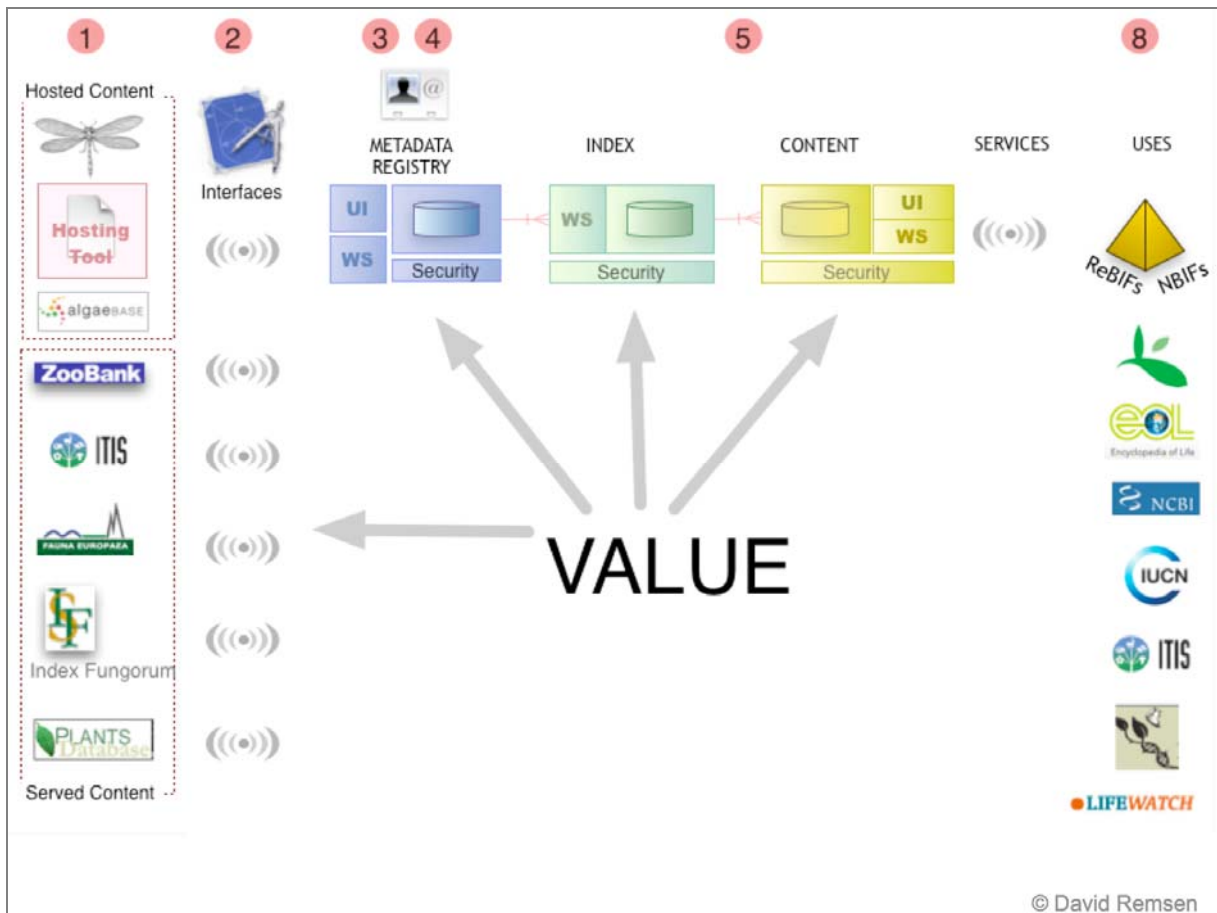 1
2
3
4
5
8
Hosted Content
Hosting
Tool
algaeBASE
ZooBank
ITIS
FAUNA EUROPAEA
ISF
Index Fungorum
PLANTS
Database
Served Content
Interfaces
@
METADATA
REGISTRY
UI
WS
Security
INDEX
WS
Security
CONTENT
UI
WS
Security
SERVICES
VALUE
USES
ReBIFs NBIFs
eOL
Encyclopedia of Life
NCBI
IUCN
ITIS
LIFEWATCH
© David Remsen